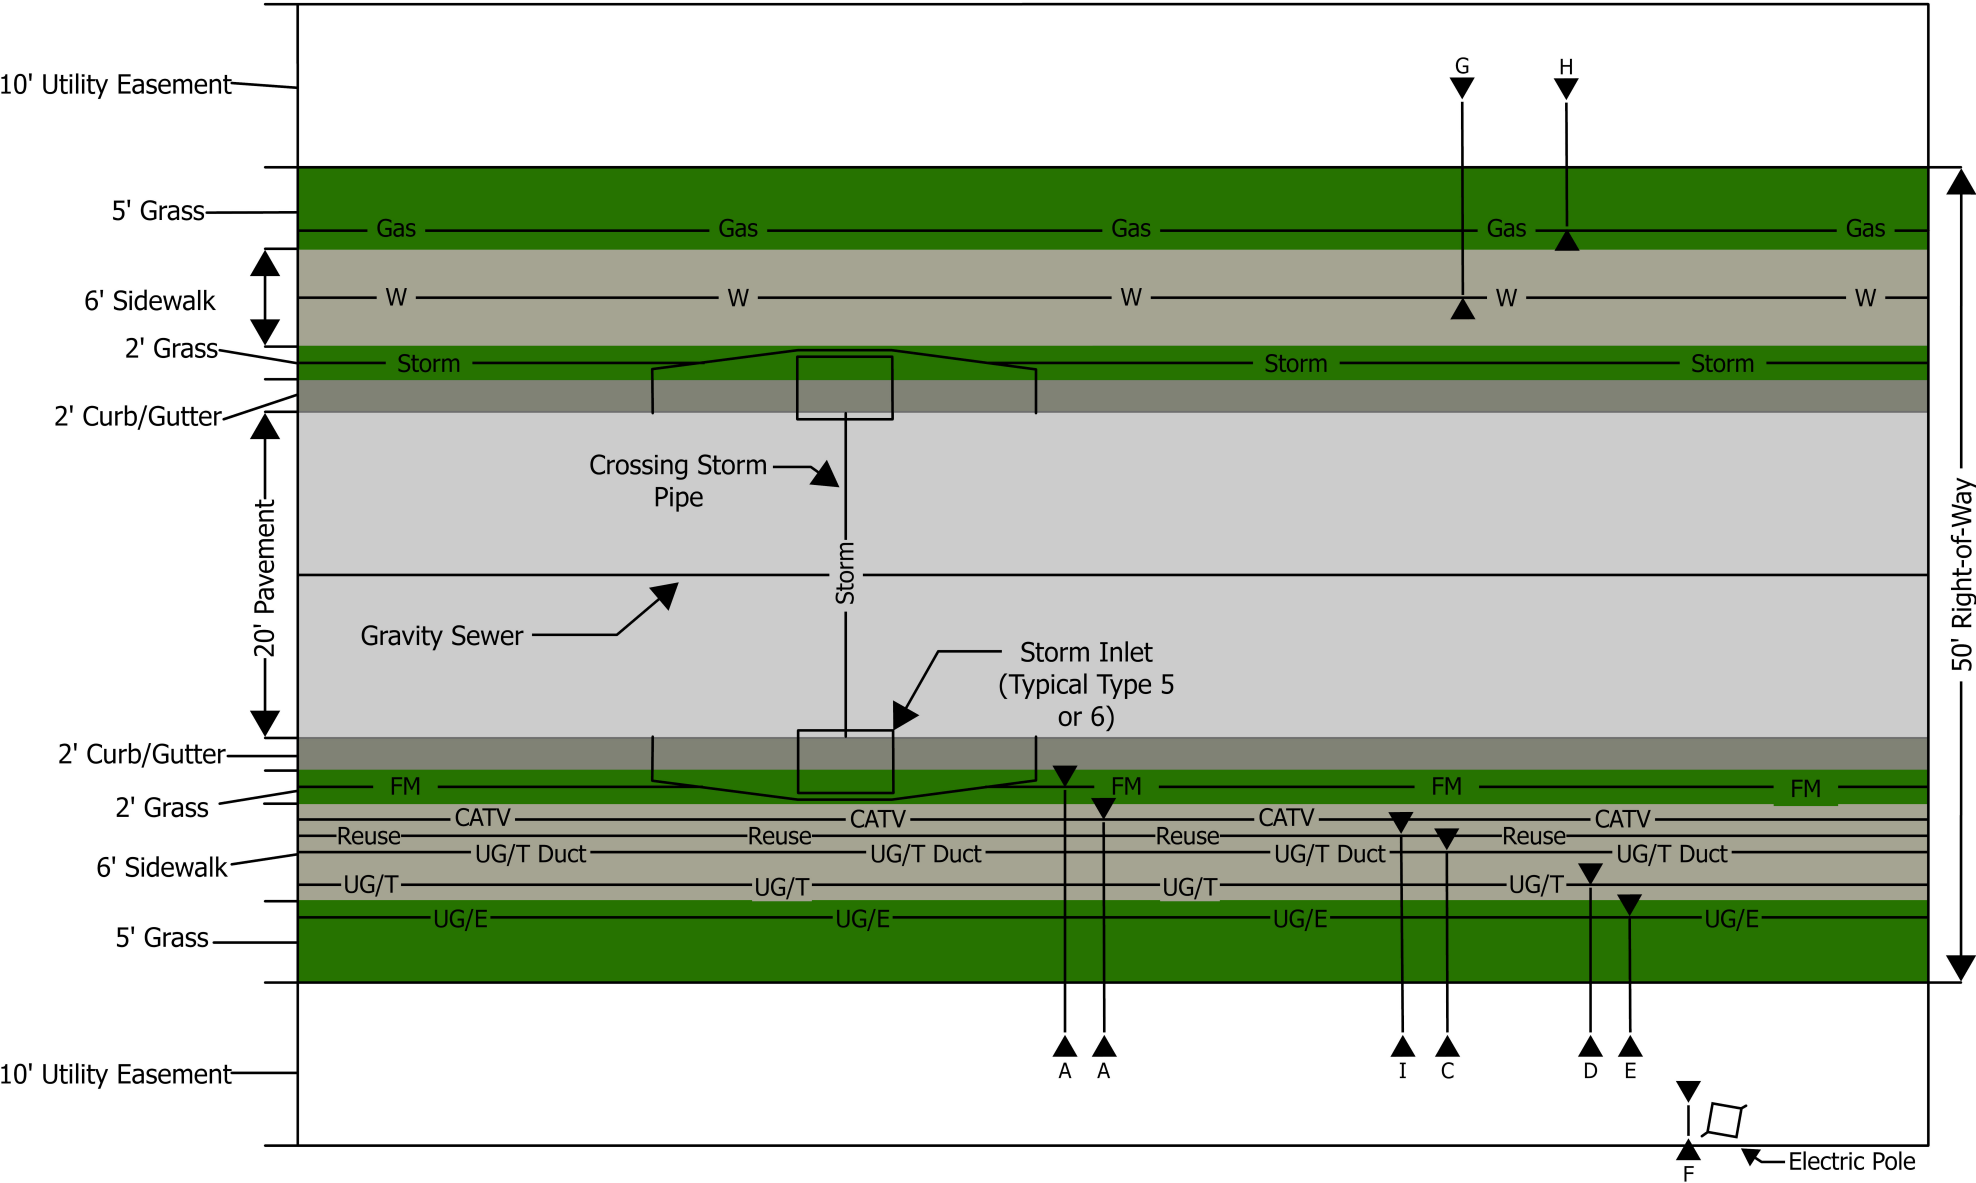 G H
10' Utility Easement
5' Grass
Gas Gas Gas Gas Gas
6' Sidewalk
W W W W W
2' Grass
Storm Storm Storm
2' Curb/Gutter
Crossing Storm
Pipe
20' Pavement
Storm
50' Right-of-Way
Gravity Sewer
Storm Inlet
(Typical Type 5
or 6)
2' Curb/Gutter
FM FM FM FM
2' Grass
CATV CATV CATV CATV
Reuse Reuse Reuse Reuse
UG/T Duct UG/T Duct UG/T Duct UG/T Duct
6' Sidewalk
UG/T UG/T UG/T UG/T
UG/E UG/E UG/E UG/E
5' Grass
10' Utility Easement
A A I C D E
Electric Pole
F